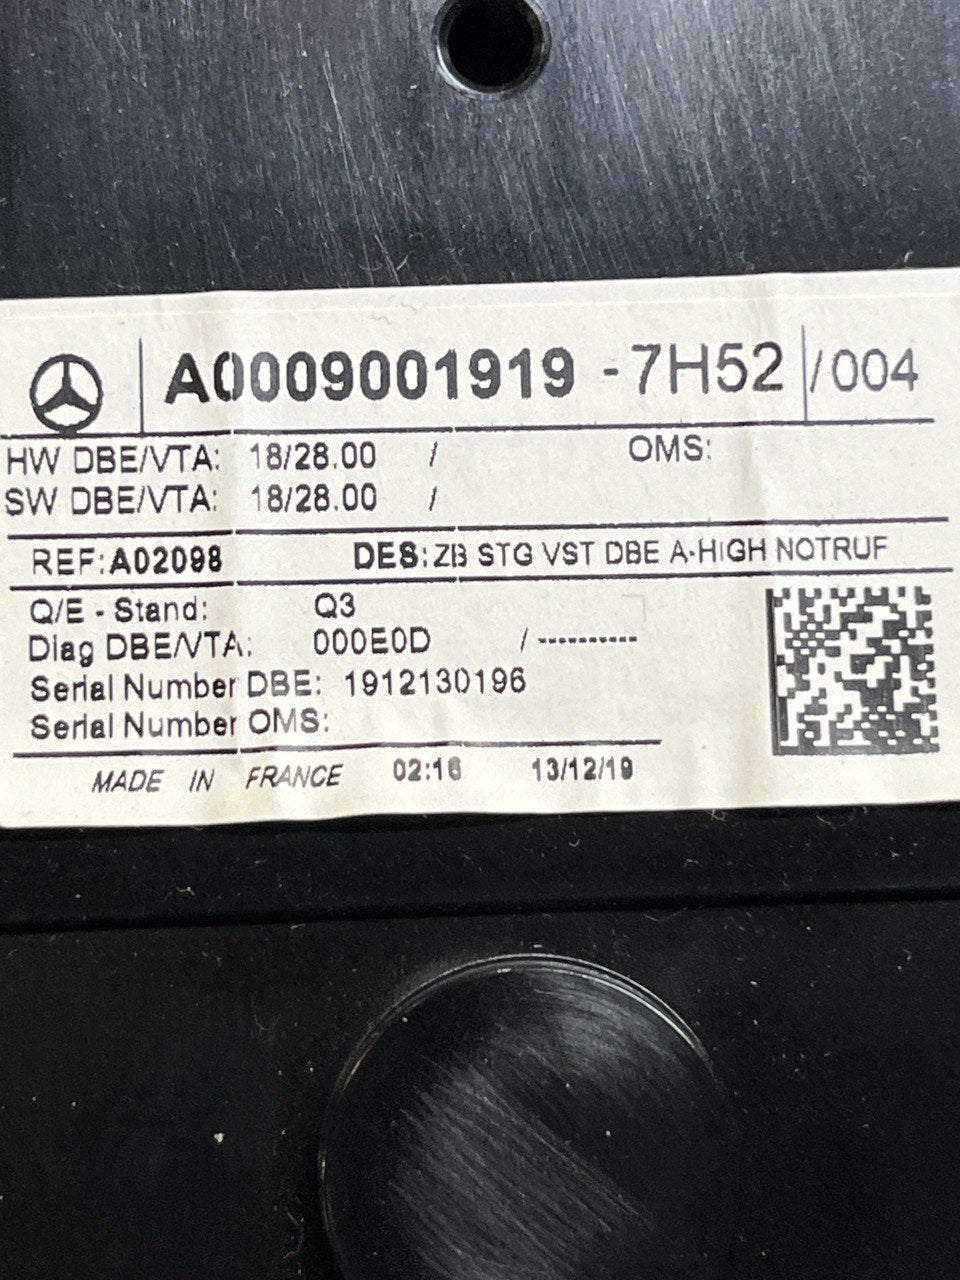 A0009001919 - 7H52 /004
HW DBE/VTA: 18/28.00 / OMS:
SW DBE/VTA: 18/28.00 /
REF:A02098 DES: ZB STG VST DBE A-HIGH NOTRUF
Q/E - Stand: Q3
Diag DBE/VTA: 000E0D /----------
Serial Number DBE: 1912130196
Serial Number OMS:
MADE IN FRANCE 02:16 13/12/19